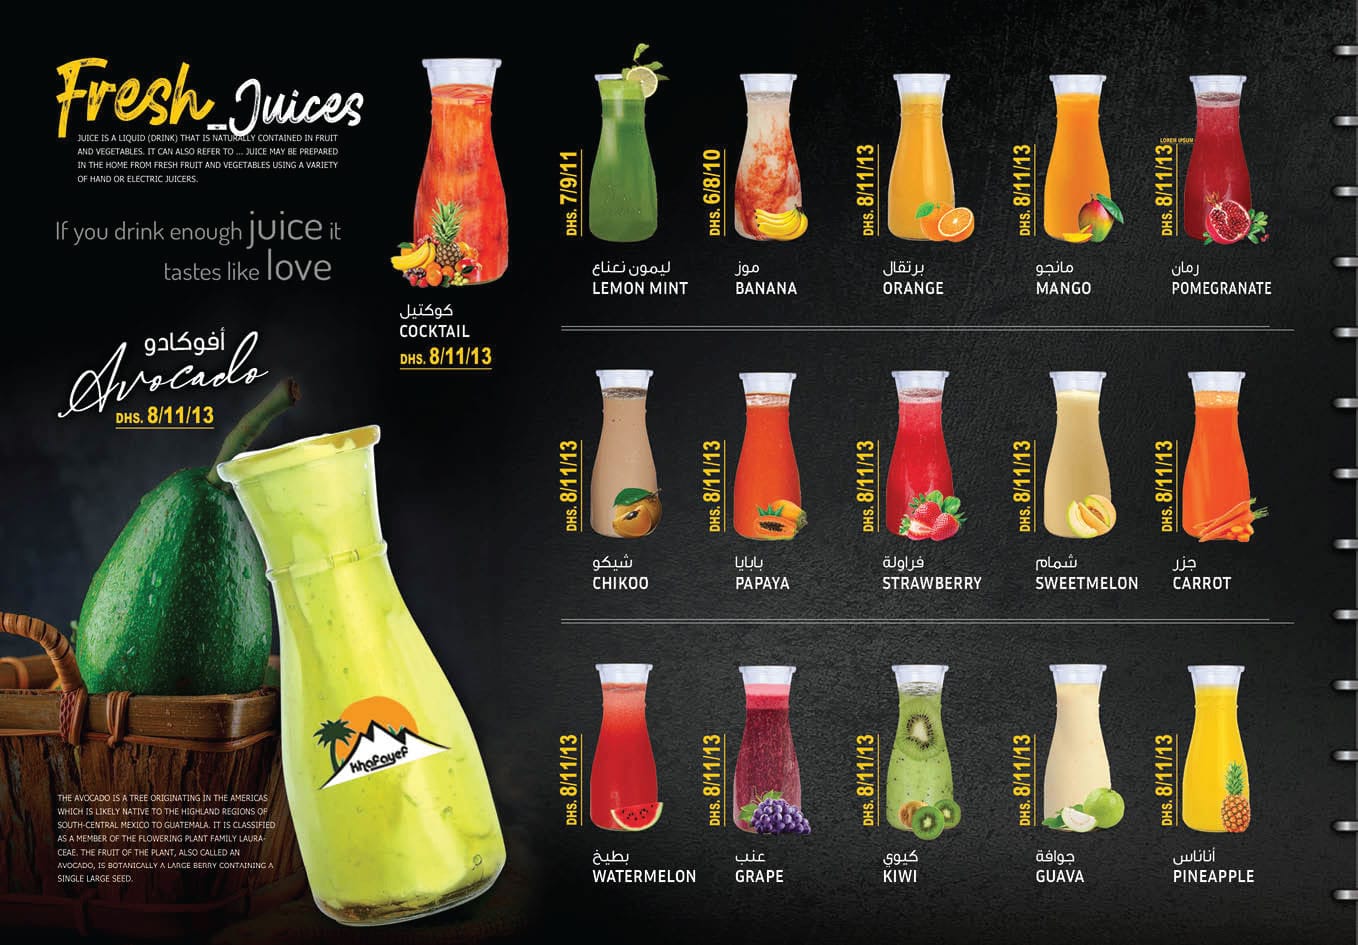 Fresh Juices
JUICE IS A LIQUID (DRINK) THAT IS NATURALLY CONTAINED IN FRUIT
AND VEGETABLES. IT CAN ALSO REFER TO ... JUICE MAY BE PREPARED
IN THE HOME FROM FRESH FRUIT AND VEGETABLES USING A VARIETY
OF HAND OR ELECTRIC JUICERS.
If you drink enough juice it
tastes like love
أفوكادو
Avocado
DHS. 8/11/13
khafayef
THE AVOCADO IS A TREE ORIGINATING IN THE AMERICAS
WHICH IS LIKELY NATIVE TO THE HIGHLAND REGIONS OF
SOUTH-CENTRAL MEXICO TO GUATEMALA. IT IS CLASSIFIED
AS A MEMBER OF THE FLOWERING PLANT FAMILY LAURA-
CEAE. THE FRUIT OF THE PLANT, ALSO CALLED AN
AVOCADO, IS BOTANICALLY A LARGE BERRY CONTAINING A
SINGLE LARGE SEED.
كوكتيل
COCKTAIL
DHS. 8/11/13
DHS. 7/9/11
ليمون نعناع
LEMON MINT
DHS. 6/8/10
موز
BANANA
DHS. 8/11/13
برتقال
ORANGE
DHS. 8/11/13
مانجو
MANGO
LOREM IPSUM
DHS. 8/11/13
رمان
POMEGRANATE
DHS. 8/11/13
شيكو
CHIKOO
DHS. 8/11/13
بابايا
PAPAYA
DHS. 8/11/13
فراولة
STRAWBERRY
DHS. 8/11/13
شمام
SWEETMELON
DHS. 8/11/13
جزر
CARROT
DHS. 8/11/13
بطيخ
WATERMELON
DHS. 8/11/13
عنب
GRAPE
DHS. 8/11/13
كيوي
KIWI
DHS. 8/11/13
جوافة
GUAVA
DHS. 8/11/13
أناناس
PINEAPPLE